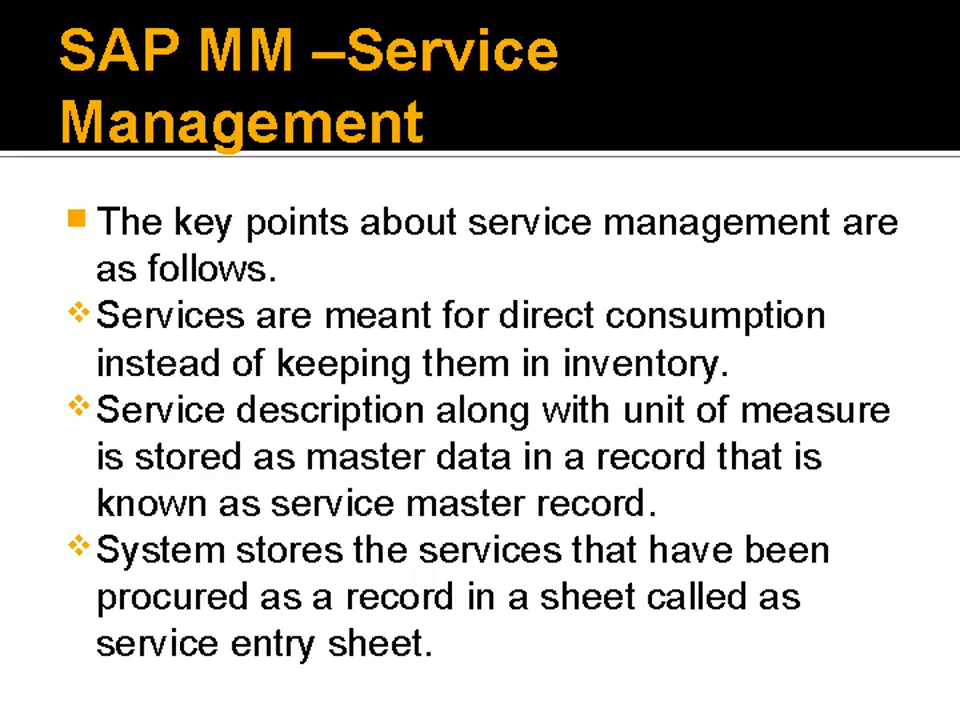 SAP MM –Service
Management
The key points about service management are
as follows.
Services are meant for direct consumption
instead of keeping them in inventory.
Service description along with unit of measure
is stored as master data in a record that is
known as service master record.
System stores the services that have been
procured as a record in a sheet called as
service entry sheet.